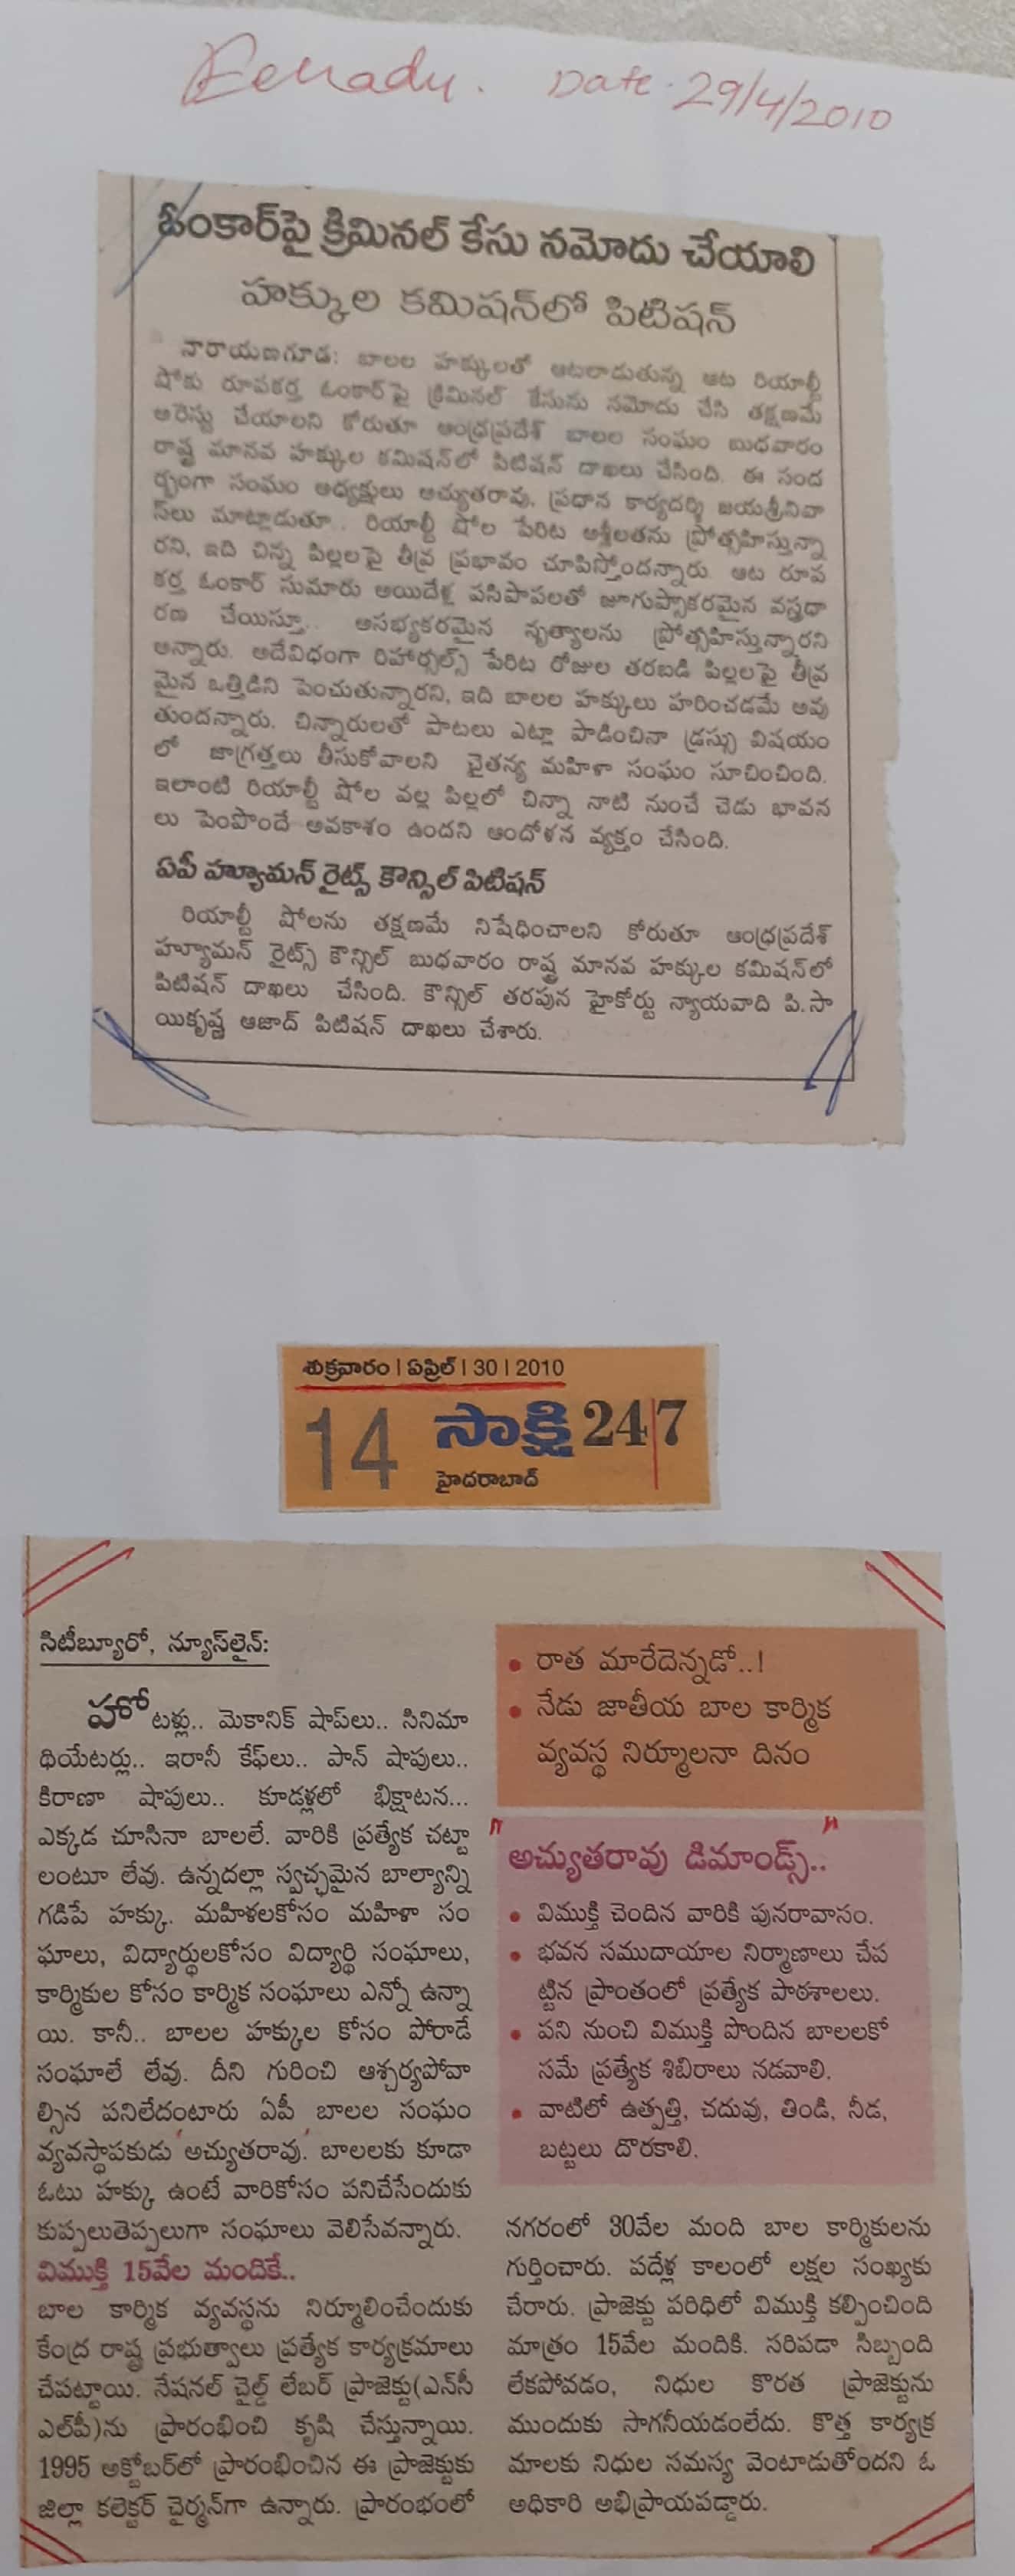 Eenadu. Date. 29/4/2010
ఓంకార్‌పై క్రిమినల్ కేసు నమోదు చేయాలి
హక్కుల కమిషన్‌లో పిటిషన్
నారాయణగూడ: బాలల హక్కులతో ఆటలాడుతున్న ఆట రియాల్టీ
షోకు రూపకర్త ఓంకార్‌పై క్రిమినల్ కేసును నమోదు చేసి తక్షణమే
అరెస్టు చేయాలని కోరుతూ ఆంధ్రప్రదేశ్ బాలల సంఘం బుధవారం
రాష్ట్ర మానవ హక్కుల కమిషన్‌లో పిటిషన్ దాఖలు చేసింది. ఈ సంద
ర్భంగా సంఘం అధ్యక్షులు అచ్యుతరావు, ప్రధాన కార్యదర్శి జయశ్రీనివా
స్‌లు మాట్లాడుతూ.. రియాల్టీ షోల పేరిట అశ్లీలతను ప్రోత్సహిస్తున్నా
రని, ఇది చిన్న పిల్లలపై తీవ్ర ప్రభావం చూపిస్తోందన్నారు. ఆట రూప
కర్త ఓంకార్ సుమారు అయిదేళ్ల పసిపాపలతో జూగుప్సాకరమైన వస్త్రధా
రణ చేయిస్తూ.. అసభ్యకరమైన నృత్యాలను ప్రోత్సహిస్తున్నారని
అన్నారు. అదేవిధంగా రిహార్సల్స్ పేరిట రోజుల తరబడి పిల్లలపై తీవ్ర
మైన ఒత్తిడిని పెంచుతున్నారని, ఇది బాలల హక్కులు హరించడమే అవు
తుందన్నారు. చిన్నారులతో పాటలు ఎట్లా పాడించినా డ్రస్సు విషయం
లో జాగ్రత్తలు తీసుకోవాలని చైతన్య మహిళా సంఘం సూచించింది.
ఇలాంటి రియాల్టీ షోల వల్ల పిల్లలో చిన్నా నాటి నుంచే చెడు భావన
లు పెంపొందే అవకాశం ఉందని ఆందోళన వ్యక్తం చేసింది.
ఏపీ హ్యూమన్ రైట్స్ కౌన్సిల్ పిటిషన్
రియాల్టీ షోలను తక్షణమే నిషేధించాలని కోరుతూ ఆంధ్రప్రదేశ్
హ్యూమన్ రైట్స్ కౌన్సిల్ బుధవారం రాష్ట్ర మానవ హక్కుల కమిషన్‌లో
పిటిషన్ దాఖలు చేసింది. కౌన్సిల్ తరపున హైకోర్టు న్యాయవాది పి.సా
యికృష్ణ ఆజాద్ పిటిషన్ దాఖలు చేశారు.
శుక్రవారం | ఏప్రిల్ | 30 | 2010
14 సాక్షి 24|7
హైదరాబాద్
సిటీబ్యూరో, న్యూస్‌లైన్:
హోటళ్లు.. మెకానిక్ షాప్‌లు.. సినిమా
థియేటర్లు.. ఇరానీ కేఫ్‌లు.. పాన్ షాపులు..
కిరాణా షాపులు.. కూడళ్లలో భిక్షాటన...
ఎక్కడ చూసినా బాలలే. వారికి ప్రత్యేక చట్టా
లంటూ లేవు. ఉన్నదల్లా స్వచ్ఛమైన బాల్యాన్ని
గడిపే హక్కు. మహిళలకోసం మహిళా సం
ఘాలు, విద్యార్థులకోసం విద్యార్థి సంఘాలు,
కార్మికుల కోసం కార్మిక సంఘాలు ఎన్నో ఉన్నా
యి. కానీ.. బాలల హక్కుల కోసం పోరాడే
సంఘాలే లేవు. దీని గురించి ఆశ్చర్యపోవా
ల్సిన పనిలేదంటారు ఏపీ బాలల సంఘం
వ్యవస్థాపకుడు అచ్యుతరావు. బాలలకు కూడా
ఓటు హక్కు ఉంటే వారికోసం పనిచేసేందుకు
కుప్పలుతెప్పలుగా సంఘాలు వెలిసేవన్నారు.
విముక్తి 15వేల మందికే..
బాల కార్మిక వ్యవస్థను నిర్మూలించేందుకు
కేంద్ర రాష్ట్ర ప్రభుత్వాలు ప్రత్యేక కార్యక్రమాలు
చేపట్టాయి. నేషనల్ చైల్డ్ లేబర్ ప్రాజెక్టు(ఎన్‌సీ
ఎల్‌పీ)ను ప్రారంభించి కృషి చేస్తున్నాయి.
1995 అక్టోబర్‌లో ప్రారంభించిన ఈ ప్రాజెక్టుకు
జిల్లా కలెక్టర్ చైర్మన్‌గా ఉన్నారు. ప్రారంభంలో
• రాత మారేదెన్నడో..!
• నేడు జాతీయ బాల కార్మిక
వ్యవస్థ నిర్మూలనా దినం
అచ్యుతరావు డిమాండ్స్..
• విముక్తి చెందిన వారికి పునరావాసం.
• భవన సముదాయాల నిర్మాణాలు చేప
ట్టిన ప్రాంతంలో ప్రత్యేక పాఠశాలలు.
• పని నుంచి విముక్తి పొందిన బాలలకో
సమే ప్రత్యేక శిబిరాలు నడవాలి.
• వాటిలో ఉత్పత్తి, చదువు, తిండి, నీడ,
బట్టలు దొరకాలి.
నగరంలో 30వేల మంది బాల కార్మికులను
గుర్తించారు. పదేళ్ల కాలంలో లక్షల సంఖ్యకు
చేరారు. ప్రాజెక్టు పరిధిలో విముక్తి కల్పించింది
మాత్రం 15వేల మందికి. సరిపడా సిబ్బంది
లేకపోవడం, నిధుల కొరత ప్రాజెక్టును
ముందుకు సాగనీయడంలేదు. కొత్త కార్యక్ర
మాలకు నిధుల సమస్య వెంటాడుతోందని ఓ
అధికారి అభిప్రాయపడ్డారు.